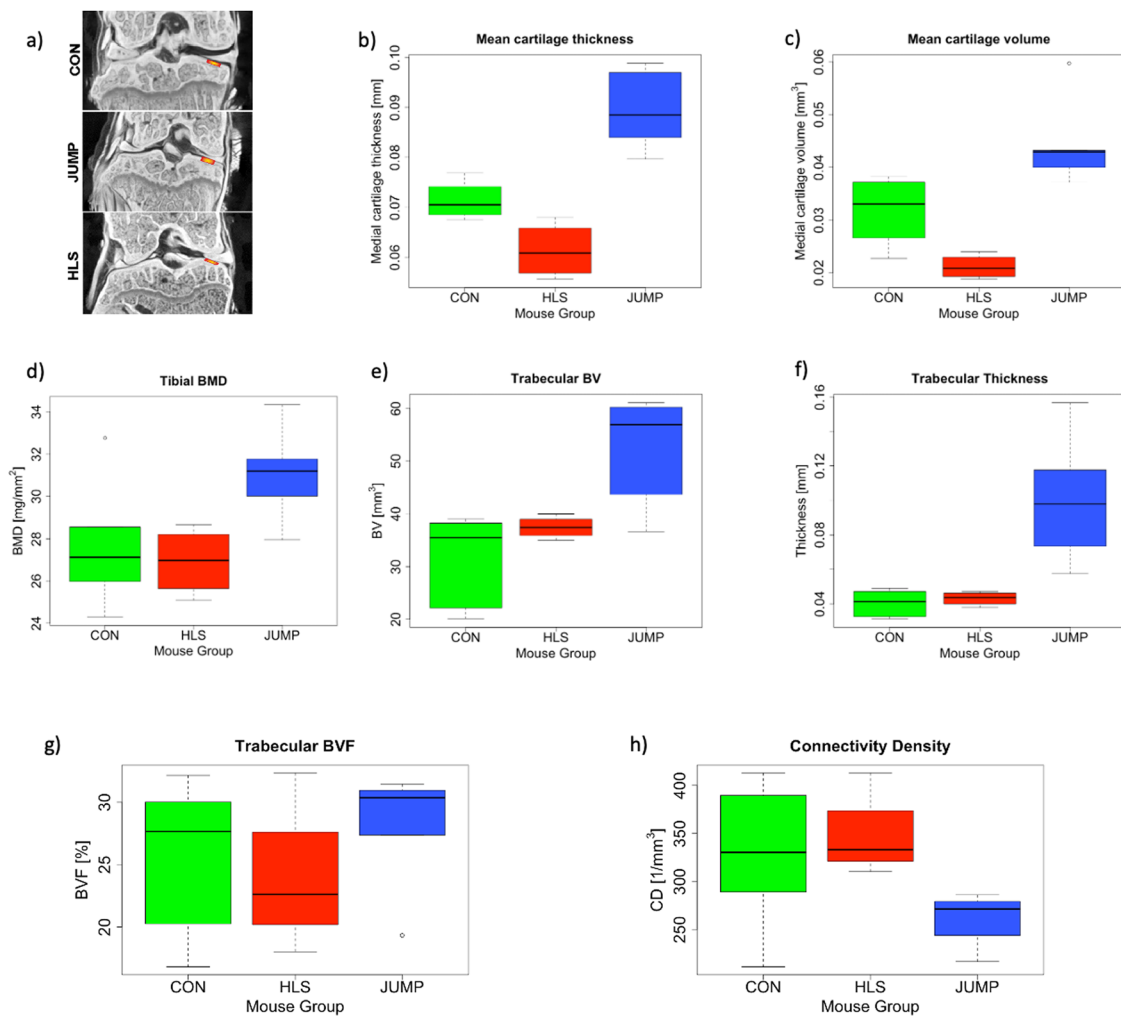 a)
CON
JUMP
HLS
b)
Mean cartilage thickness
Medial cartilage thickness [mm]
0.10
0.09
0.08
0.07
0.06
CON HLS JUMP
Mouse Group
c)
Mean cartilage volume
Medial cartilage volume [mm³]
0.06
0.05
0.04
0.03
0.02
CON HLS JUMP
Mouse Group
d)
Tibial BMD
BMD [mg/mm²]
34
32
30
28
26
24
CON HLS JUMP
Mouse Group
e)
Trabecular BV
BV [mm³]
60
50
40
30
20
CON HLS JUMP
Mouse Group
f)
Trabecular Thickness
Thickness [mm]
0.16
0.12
0.08
0.04
CON HLS JUMP
Mouse Group
g)
Trabecular BVF
BVF [%]
30
25
20
CON HLS JUMP
Mouse Group
h)
Connectivity Density
CD [1/mm³]
400
350
300
250
CON HLS JUMP
Mouse Group